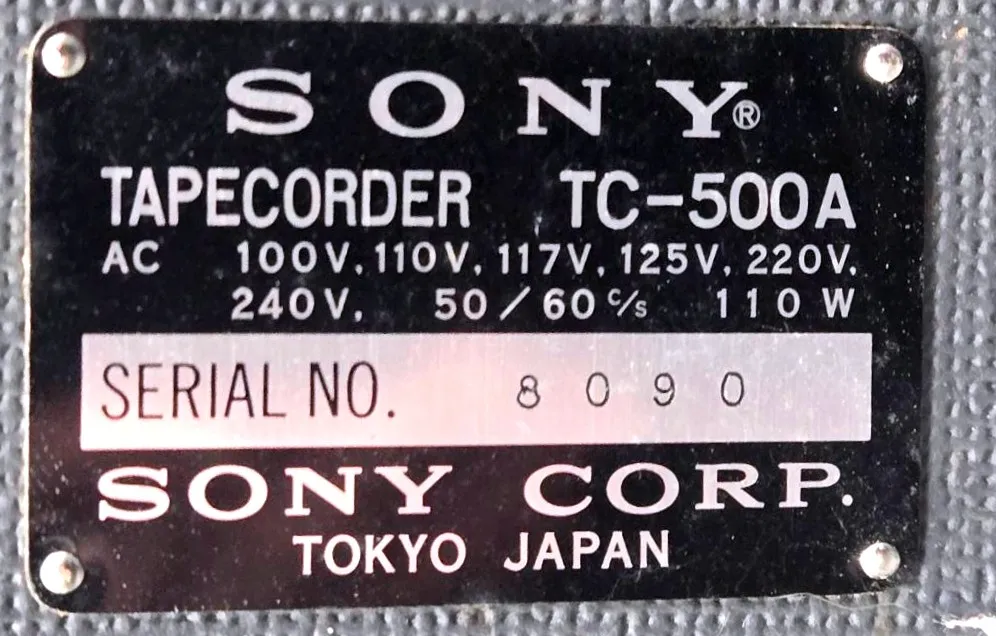 SONY®
TAPECORDER TC-500A
AC 100V, 110V, 117V, 125V, 220V,
240V, 50/60 c/s 110W
SERIAL NO. 8090
SONY CORP.
TOKYO JAPAN